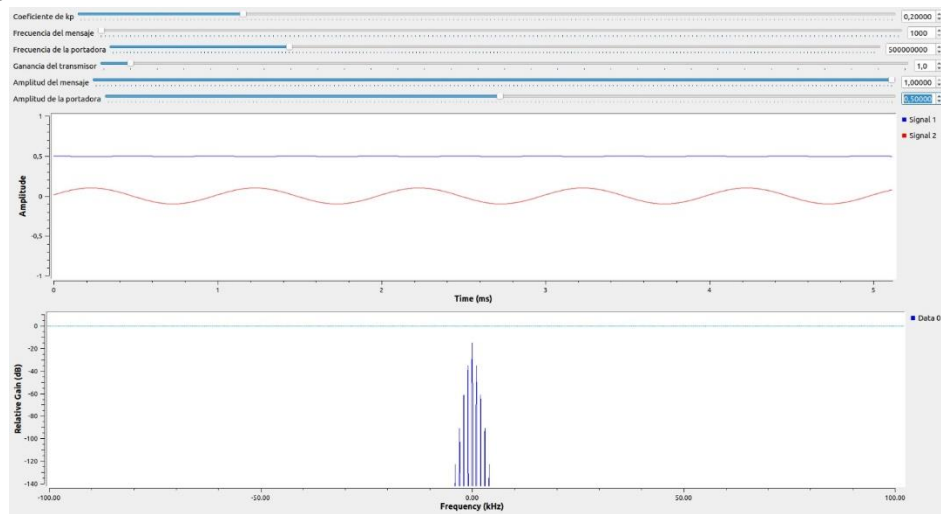 Coeficiente de kp 0,20000
Frecuencia del mensaje 1000
Frecuencia de la portadora 500000000
Ganancia del transmisor 1,0
Amplitud del mensaje 1,00000
Amplitud de la portadora 0,50000
Signal 1
Signal 2
1
0,5
0
-0,5
-1
Amplitude
0 1 2 3 4 5
Time (ms)
Data 0
0
-20
-40
-60
-80
-100
-120
-140
Relative Gain (dB)
-100.00 -50.00 0.00 50.00 100.00
Frequency (kHz)